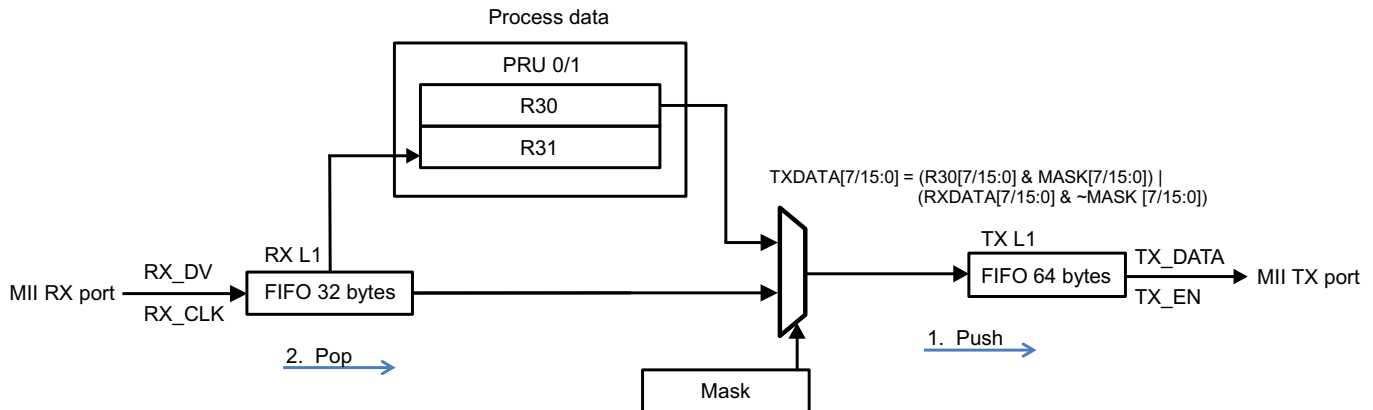 Process data
PRU 0/1
R30
R31
TXDATA[7/15:0] = (R30[7/15:0] & MASK[7/15:0]) |
(RXDATA[7/15:0] & ~MASK [7/15:0])
MII RX port
RX_DV
RX_CLK
RX L1
FIFO 32 bytes
TX L1
FIFO 64 bytes
TX_DATA
TX_EN
MII TX port
2. Pop
1. Push
Mask